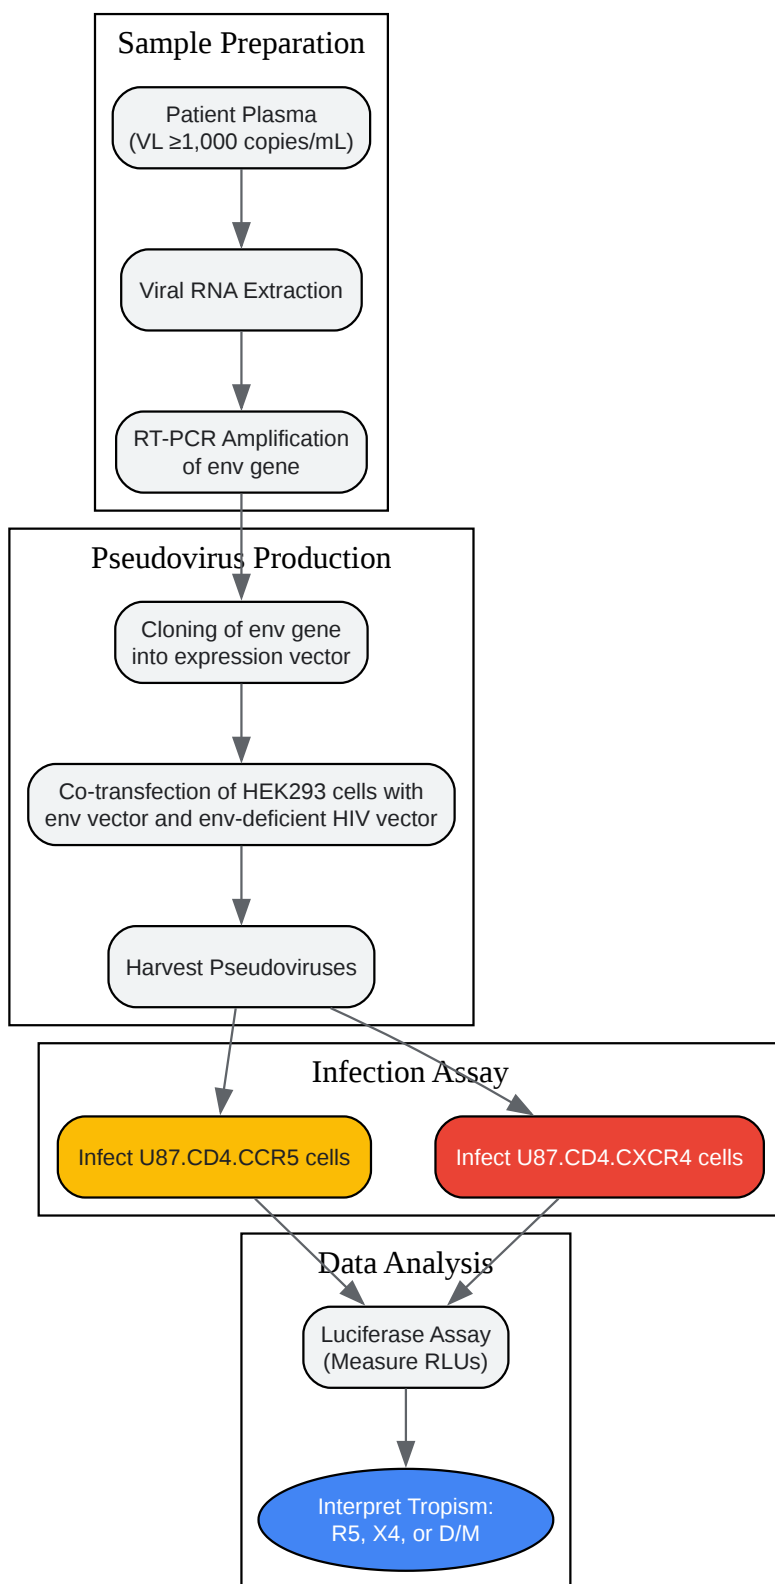 Sample Preparation
Patient Plasma
(VL ≥1,000 copies/mL)
Viral RNA Extraction
RT-PCR Amplification
of env gene
Pseudovirus Production
Cloning of env gene
into expression vector
Co-transfection of HEK293 cells with
env vector and env-deficient HIV vector
Harvest Pseudoviruses
Infection Assay
Infect U87.CD4.CCR5 cells
Infect U87.CD4.CXCR4 cells
Data Analysis
Luciferase Assay
(Measure RLUs)
Interpret Tropism:
R5, X4, or D/M